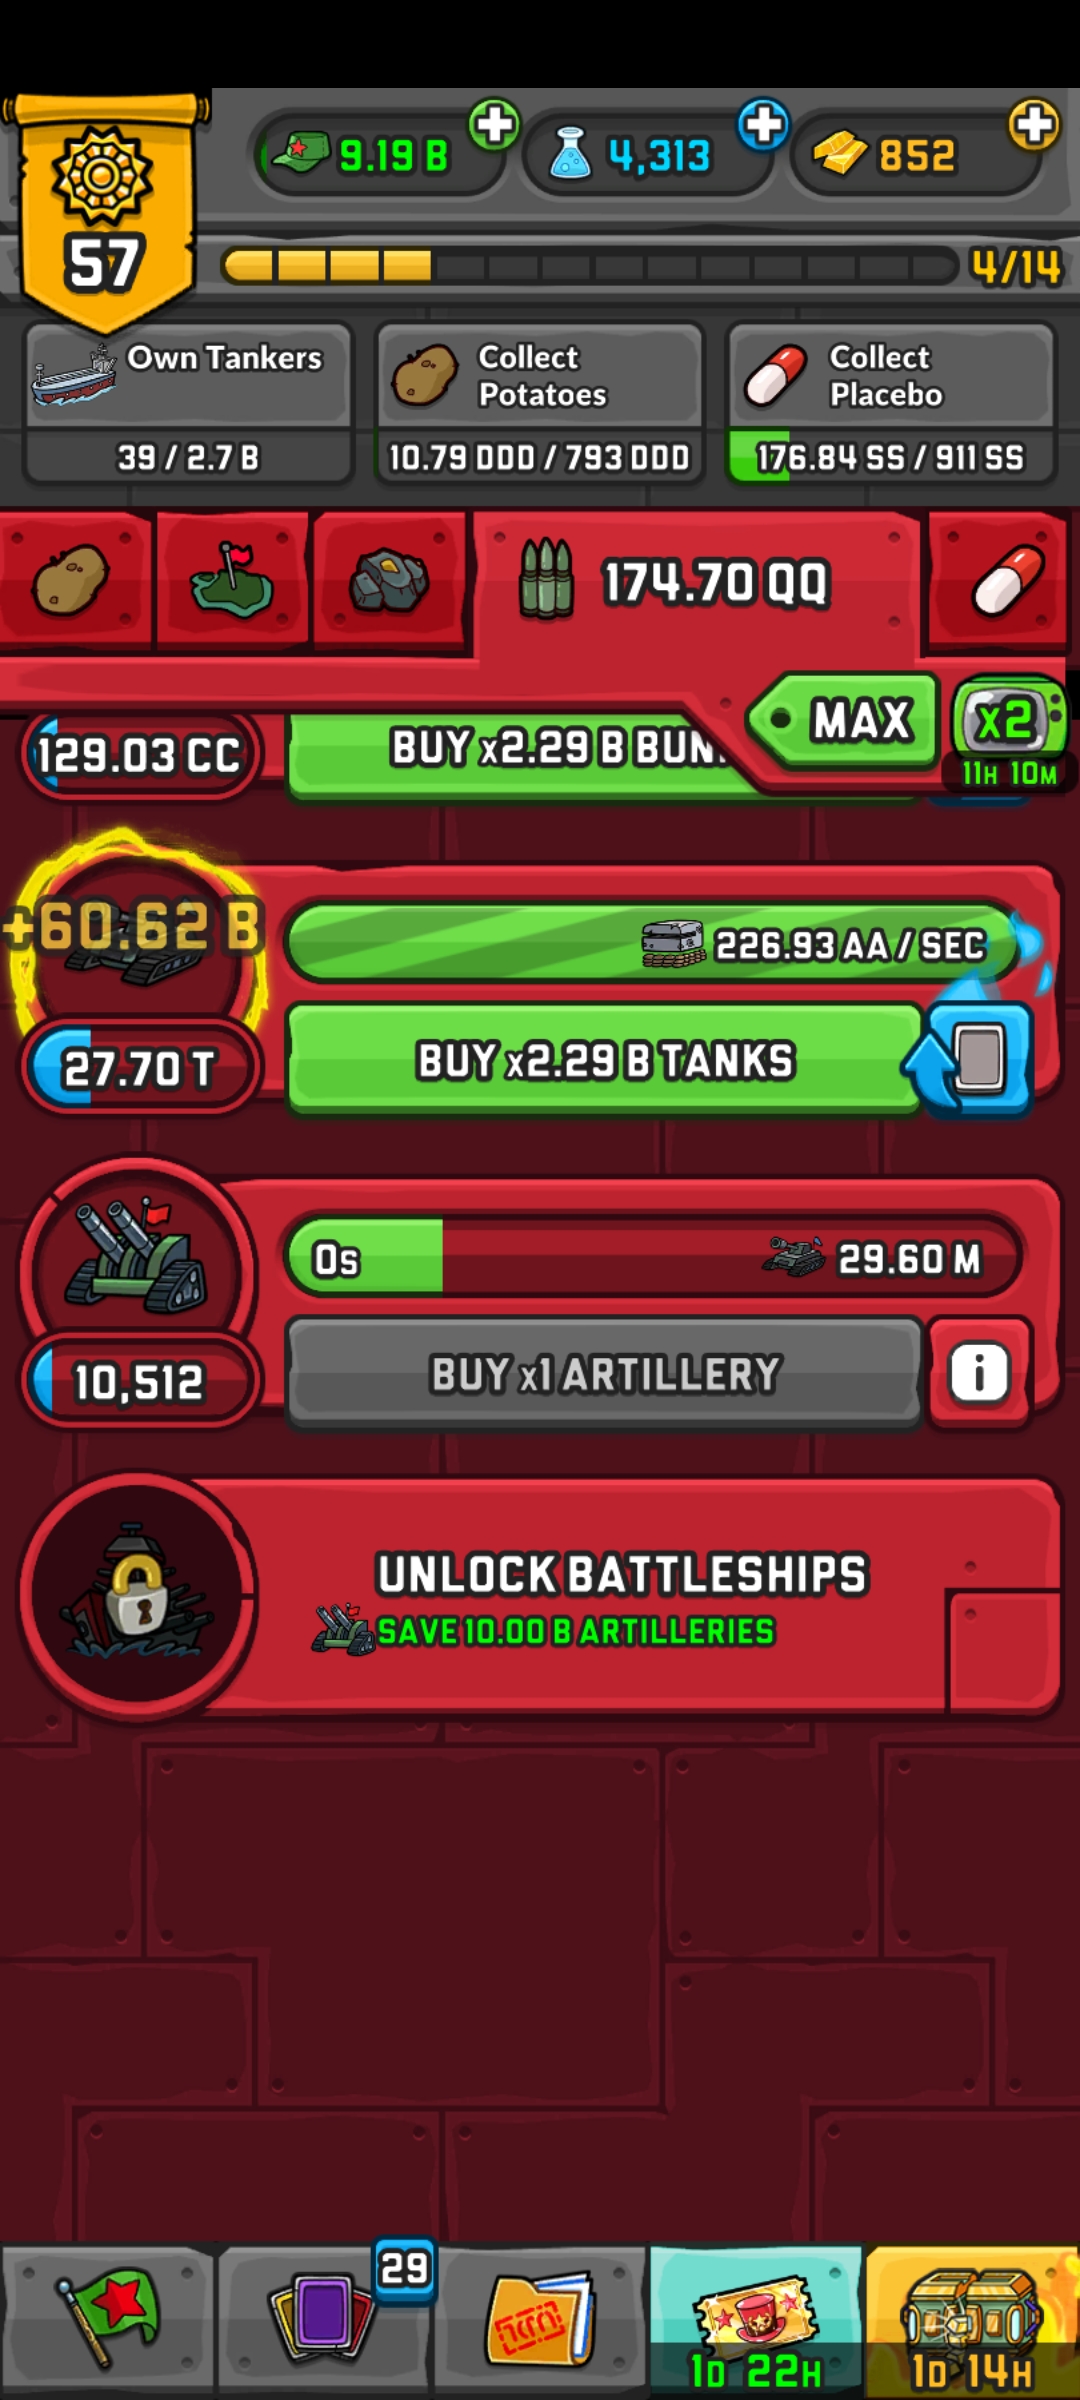 57
9.19 B
4,313
852
4/14
Own Tankers
39 / 2.7 B
Collect
Potatoes
10.79 DDD / 793 DDD
Collect
Placebo
176.84 SS / 911 SS
174.70 QQ
MAX
x2
11H 10M
129.03 CC
BUY x2.29 B BUN
+60.62 B
226.93 AA / SEC
27.70 T
BUY x2.29 B TANKS
0s
29.60 M
10,512
BUY x1 ARTILLERY
i
UNLOCK BATTLESHIPS
SAVE 10.00 B ARTILLERIES
29
1D 22H
1D 14H